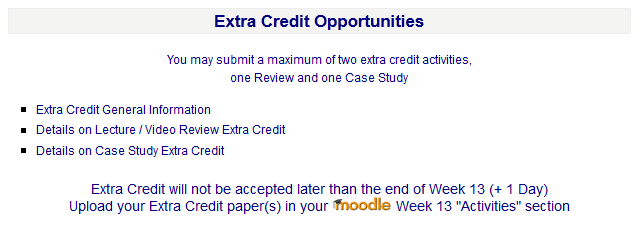 Extra Credit Opportunities
You may submit a maximum of two extra credit activities,
one Review and one Case Study
Extra Credit General Information
Details on Lecture / Video Review Extra Credit
Details on Case Study Extra Credit
Extra Credit will not be accepted later than the end of Week 13 (+ 1 Day)
Upload your Extra Credit paper(s) in your moodle Week 13 "Activities" section